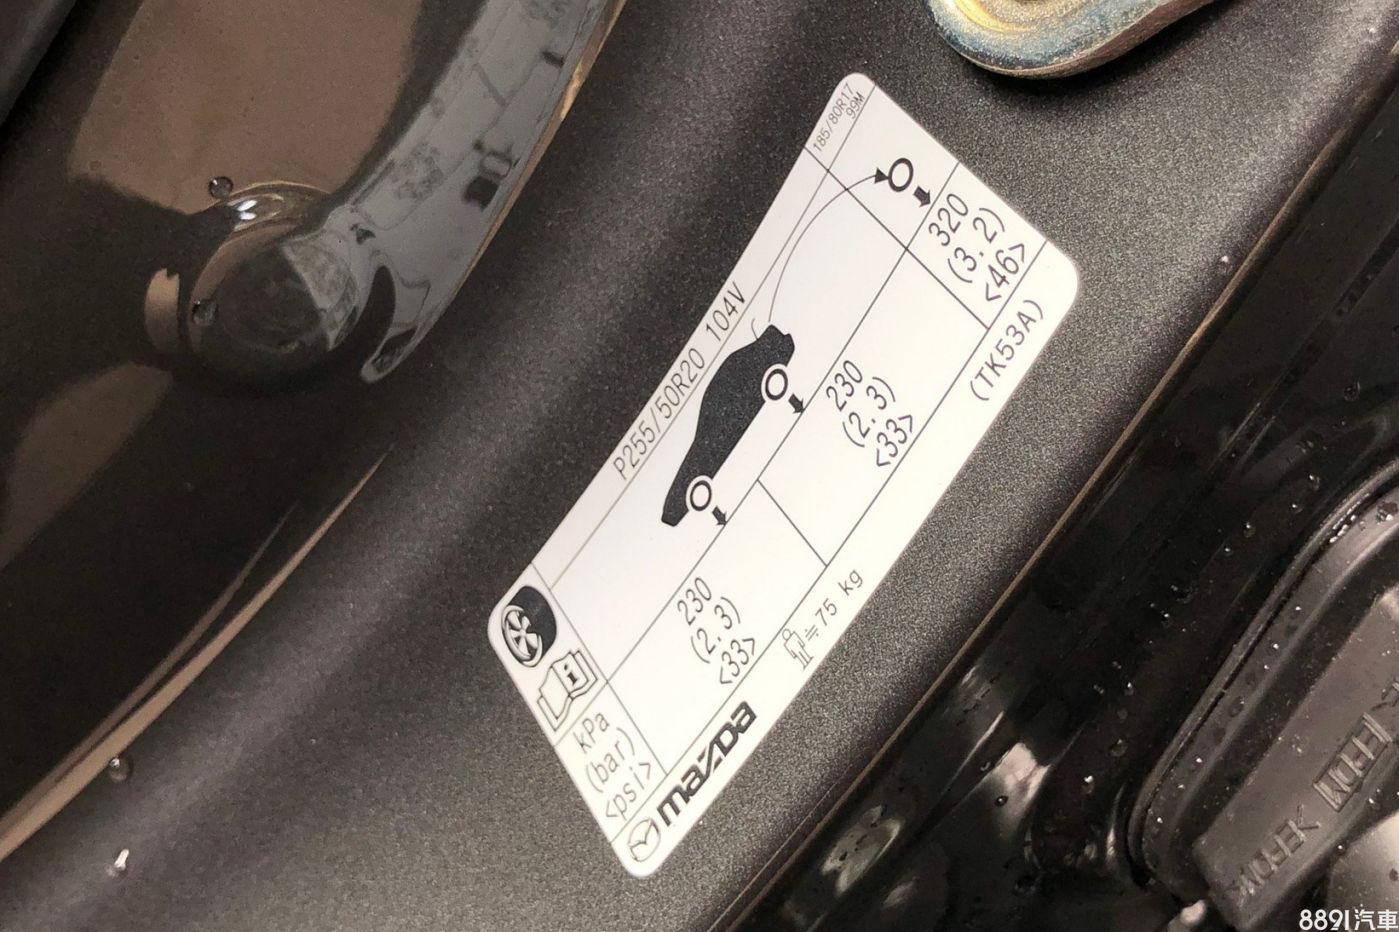 P255/50R20 104V
185/80R17
99M
kPa
(bar)
<psi>
230
(2.3)
<33>
230
(2.3)
<33>
320
(3.2)
<46>
mazda
≒75 kg
(TK53A)
8891汽車